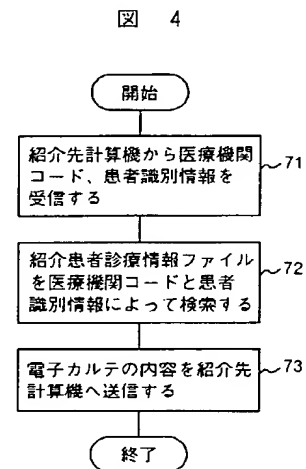 図 4
開始
紹介先計算機から医療機関
コード、患者識別情報を
受信する
71
紹介患者診療情報ファイル
を医療機関コードと患者
識別情報によって検索する
72
電子カルテの内容を紹介先
計算機へ送信する
73
終了